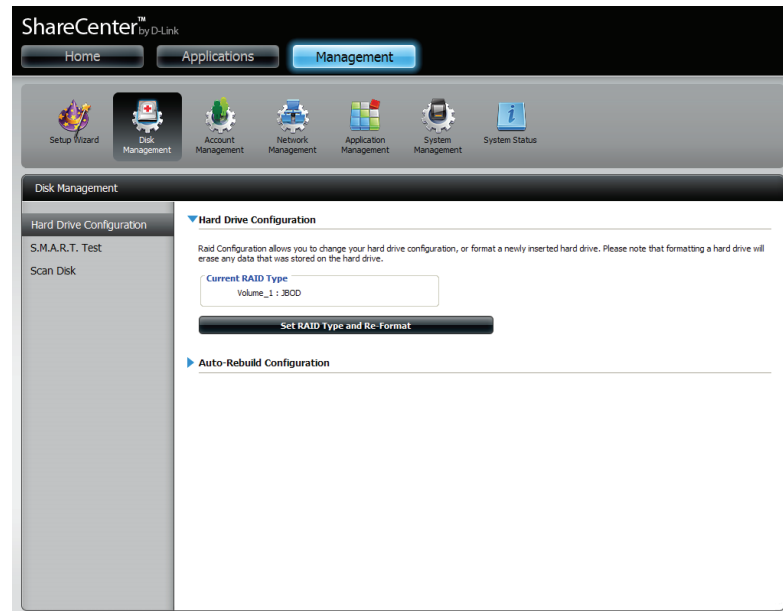 ShareCenter™ by D-Link
Home Applications Management
Setup Wizard Disk Management Account Management Network Management Application Management System Management System Status
Disk Management
Hard Drive Configuration
S.M.A.R.T. Test
Scan Disk
Hard Drive Configuration
Raid Configuration allows you to change your hard drive configuration, or format a newly inserted hard drive. Please note that formatting a hard drive will
erase any data that was stored on the hard drive.
Current RAID Type
Volume_1 : JBOD
Set RAID Type and Re-Format
Auto-Rebuild Configuration